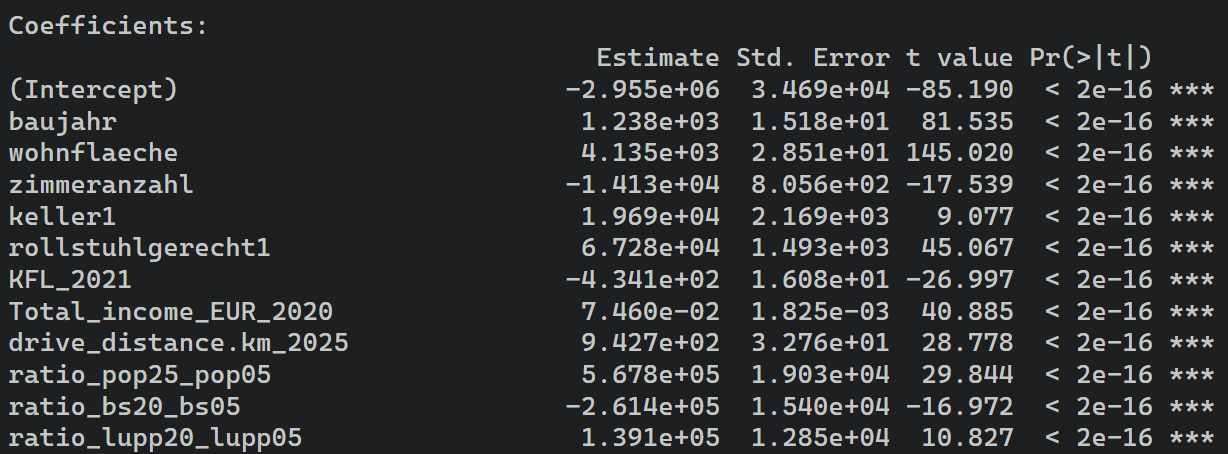 Coefficients:
Estimate Std. Error t value Pr(>|t|)
(Intercept) -2.955e+06 3.469e+04 -85.190 < 2e-16 ***
baujahr 1.238e+03 1.518e+01 81.535 < 2e-16 ***
wohnflaeche 4.135e+03 2.851e+01 145.020 < 2e-16 ***
zimmeranzahl -1.413e+04 8.056e+02 -17.539 < 2e-16 ***
keller1 1.969e+04 2.169e+03 9.077 < 2e-16 ***
rollstuhlgerecht1 6.728e+04 1.493e+03 45.067 < 2e-16 ***
KFL_2021 -4.341e+02 1.608e+01 -26.997 < 2e-16 ***
Total_income_EUR_2020 7.460e-02 1.825e-03 40.885 < 2e-16 ***
drive_distance.km_2025 9.427e+02 3.276e+01 28.778 < 2e-16 ***
ratio_pop25_pop05 5.678e+05 1.903e+04 29.844 < 2e-16 ***
ratio_bs20_bs05 -2.614e+05 1.540e+04 -16.972 < 2e-16 ***
ratio_lupp20_lupp05 1.391e+05 1.285e+04 10.827 < 2e-16 ***